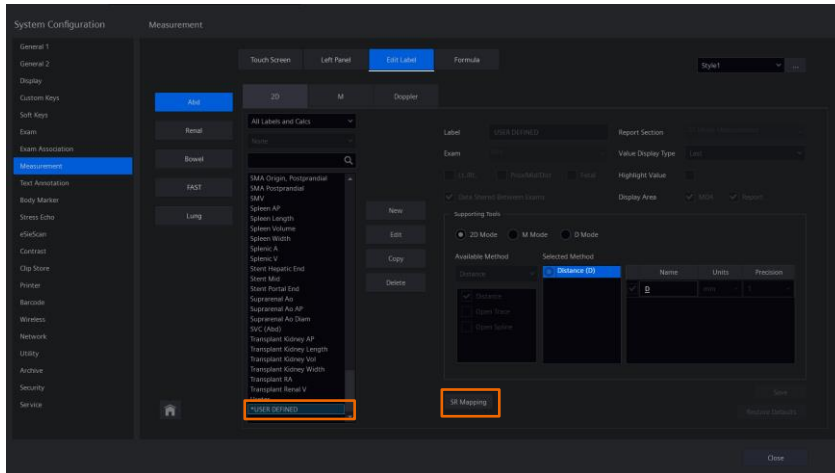 System Configuration
Measurement
General 1
General 2
Display
Custom Keys
Soft Keys
Exam
Exam Association
Measurement
Text Annotation
Body Marker
Stress Echo
eSieScan
Contrast
Clip Store
Printer
Barcode
Wireless
Network
Utility
Archive
Security
Service
Abd
Renal
Bowel
FAST
Lung
Touch Screen
Left Panel
Edit Label
Formula
Style1
...
2D
M
Doppler
All Labels and Calcs
None
SMA Origin, Postprandial
SMA Postprandial
SMV
Spleen AP
Spleen Length
Spleen Volume
Spleen Width
Splenic A
Splenic V
Stent Hepatic End
Stent Mid
Stent Portal End
Suprarenal Ao
Suprarenal Ao AP
Suprarenal Ao Diam
SVC (Abd)
Transplant Kidney AP
Transplant Kidney Length
Transplant Kidney Vol
Transplant Kidney Width
Transplant RA
Transplant Renal V
*USER DEFINED
New
Edit
Copy
Delete
Label
USER DEFINED
Report Section
Exam
Value Display Type
Last
Highlight Value
Data Shared Between Exams
Display Area
Report
Supporting Tools
2D Mode
M Mode
D Mode
Available Method
Selected Method
Distance
Distance
Open Trace
Open Spline
Distance (D)
Name
Units
Precision
D
mm
1
SR Mapping
Save
Restore Defaults
Close